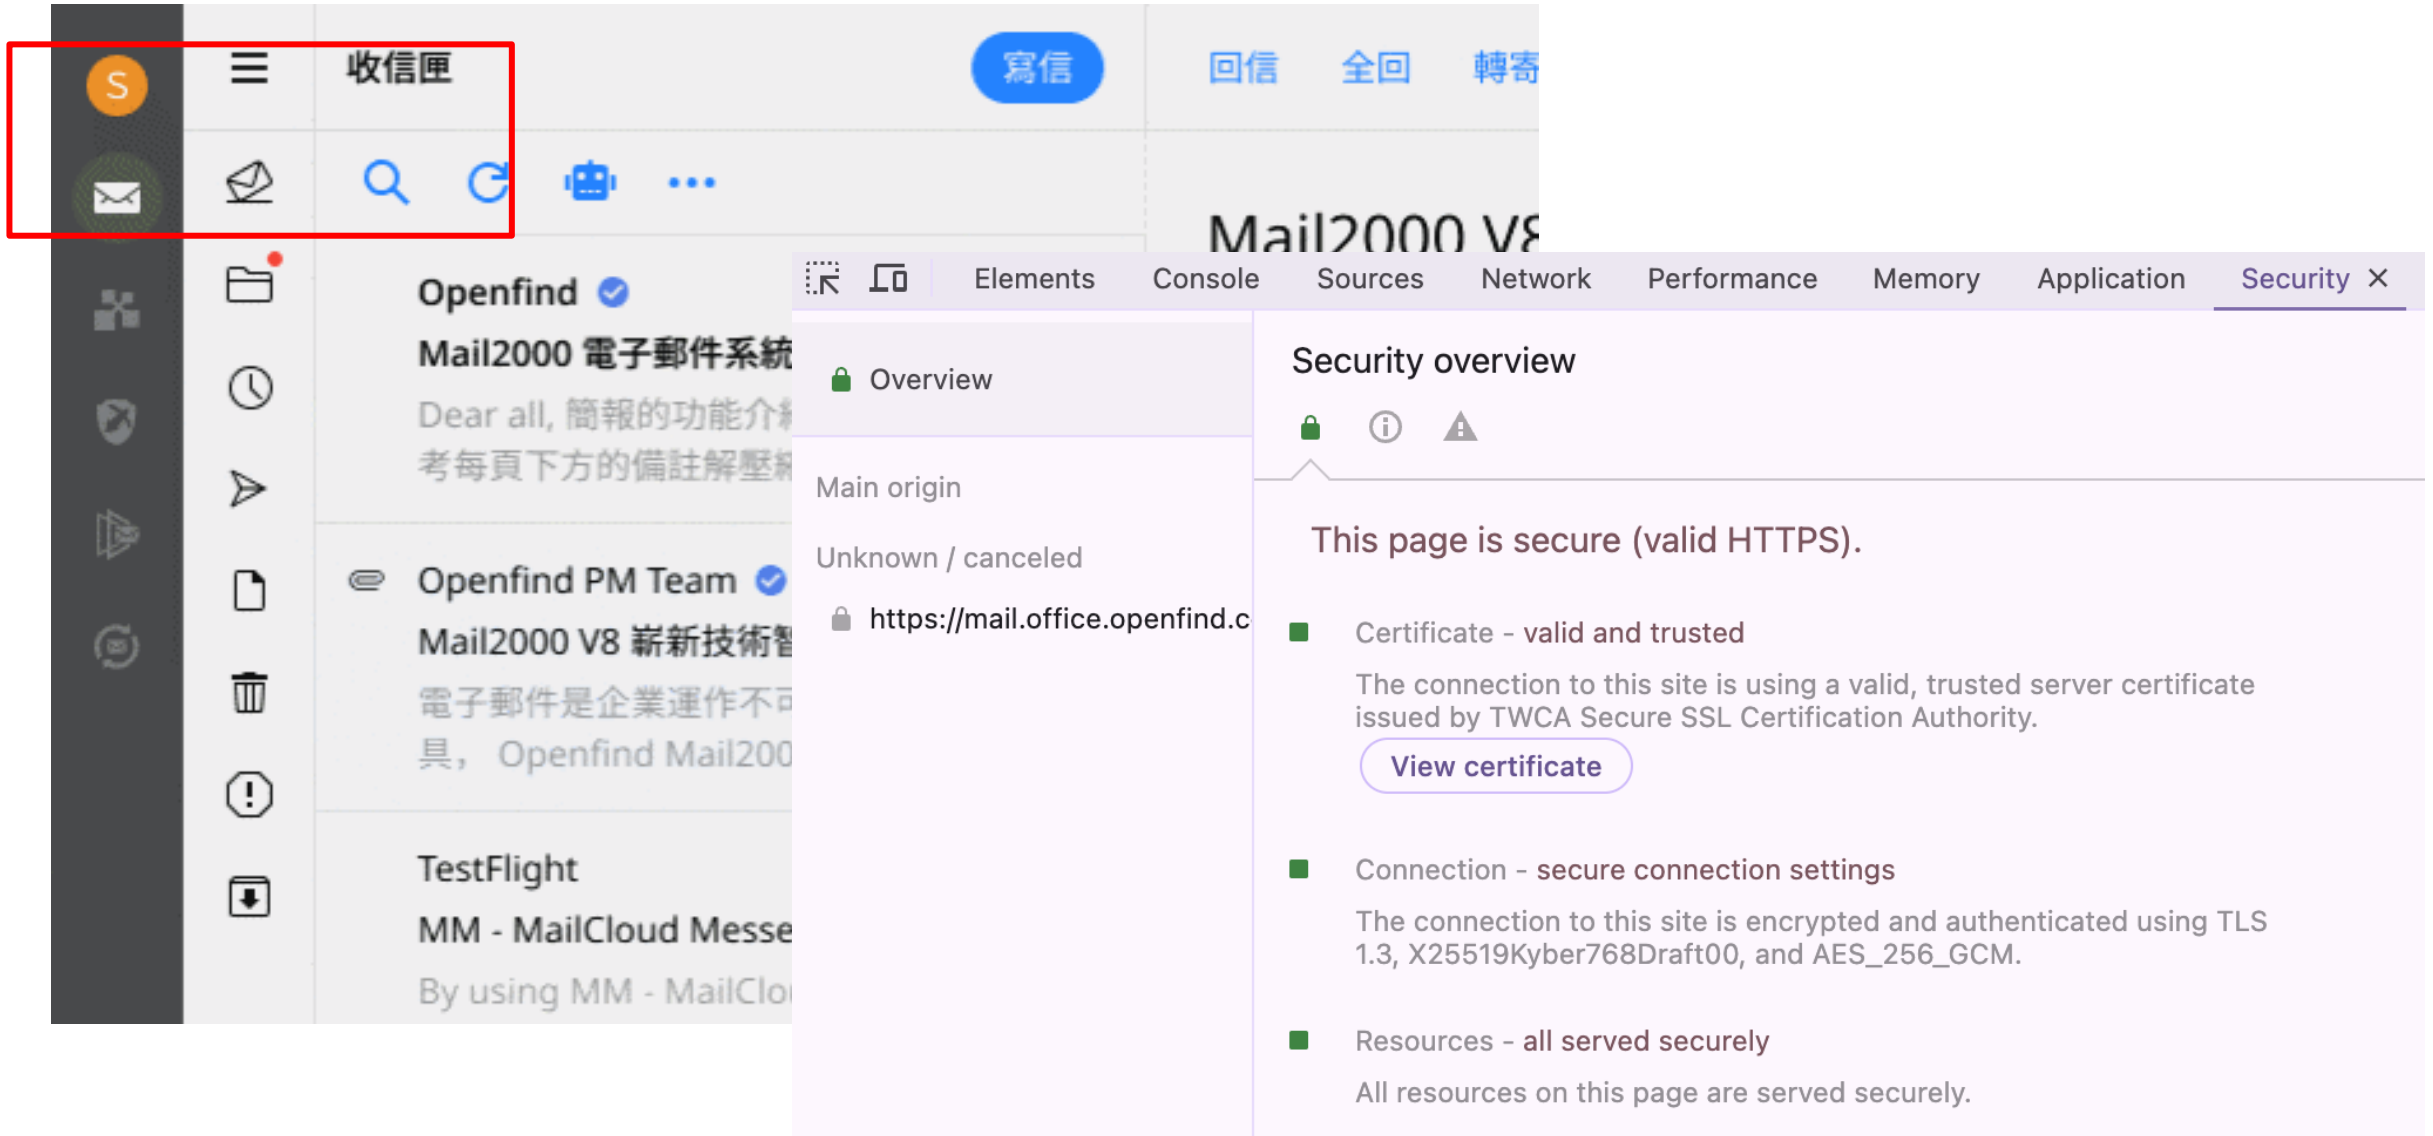 S
收信匣
寫信
回信
全回
轉寄
Mail2000 V8
Openfind
Mail2000 電子郵件系統
Dear all, 簡報的功能介
考每頁下方的備註解壓
Openfind PM Team
Mail2000 V8 嶄新技術
電子郵件是企業運作不
具， Openfind Mail200
TestFlight
MM - MailCloud Messe
By using MM - MailClo
Elements
Console
Sources
Network
Performance
Memory
Application
Security
Overview
Main origin
Unknown / canceled
https://mail.office.openfind.c
Security overview
This page is secure (valid HTTPS).
Certificate - valid and trusted
The connection to this site is using a valid, trusted server certificate
issued by TWCA Secure SSL Certification Authority.
View certificate
Connection - secure connection settings
The connection to this site is encrypted and authenticated using TLS
1.3, X25519Kyber768Draft00, and AES_256_GCM.
Resources - all served securely
All resources on this page are served securely.